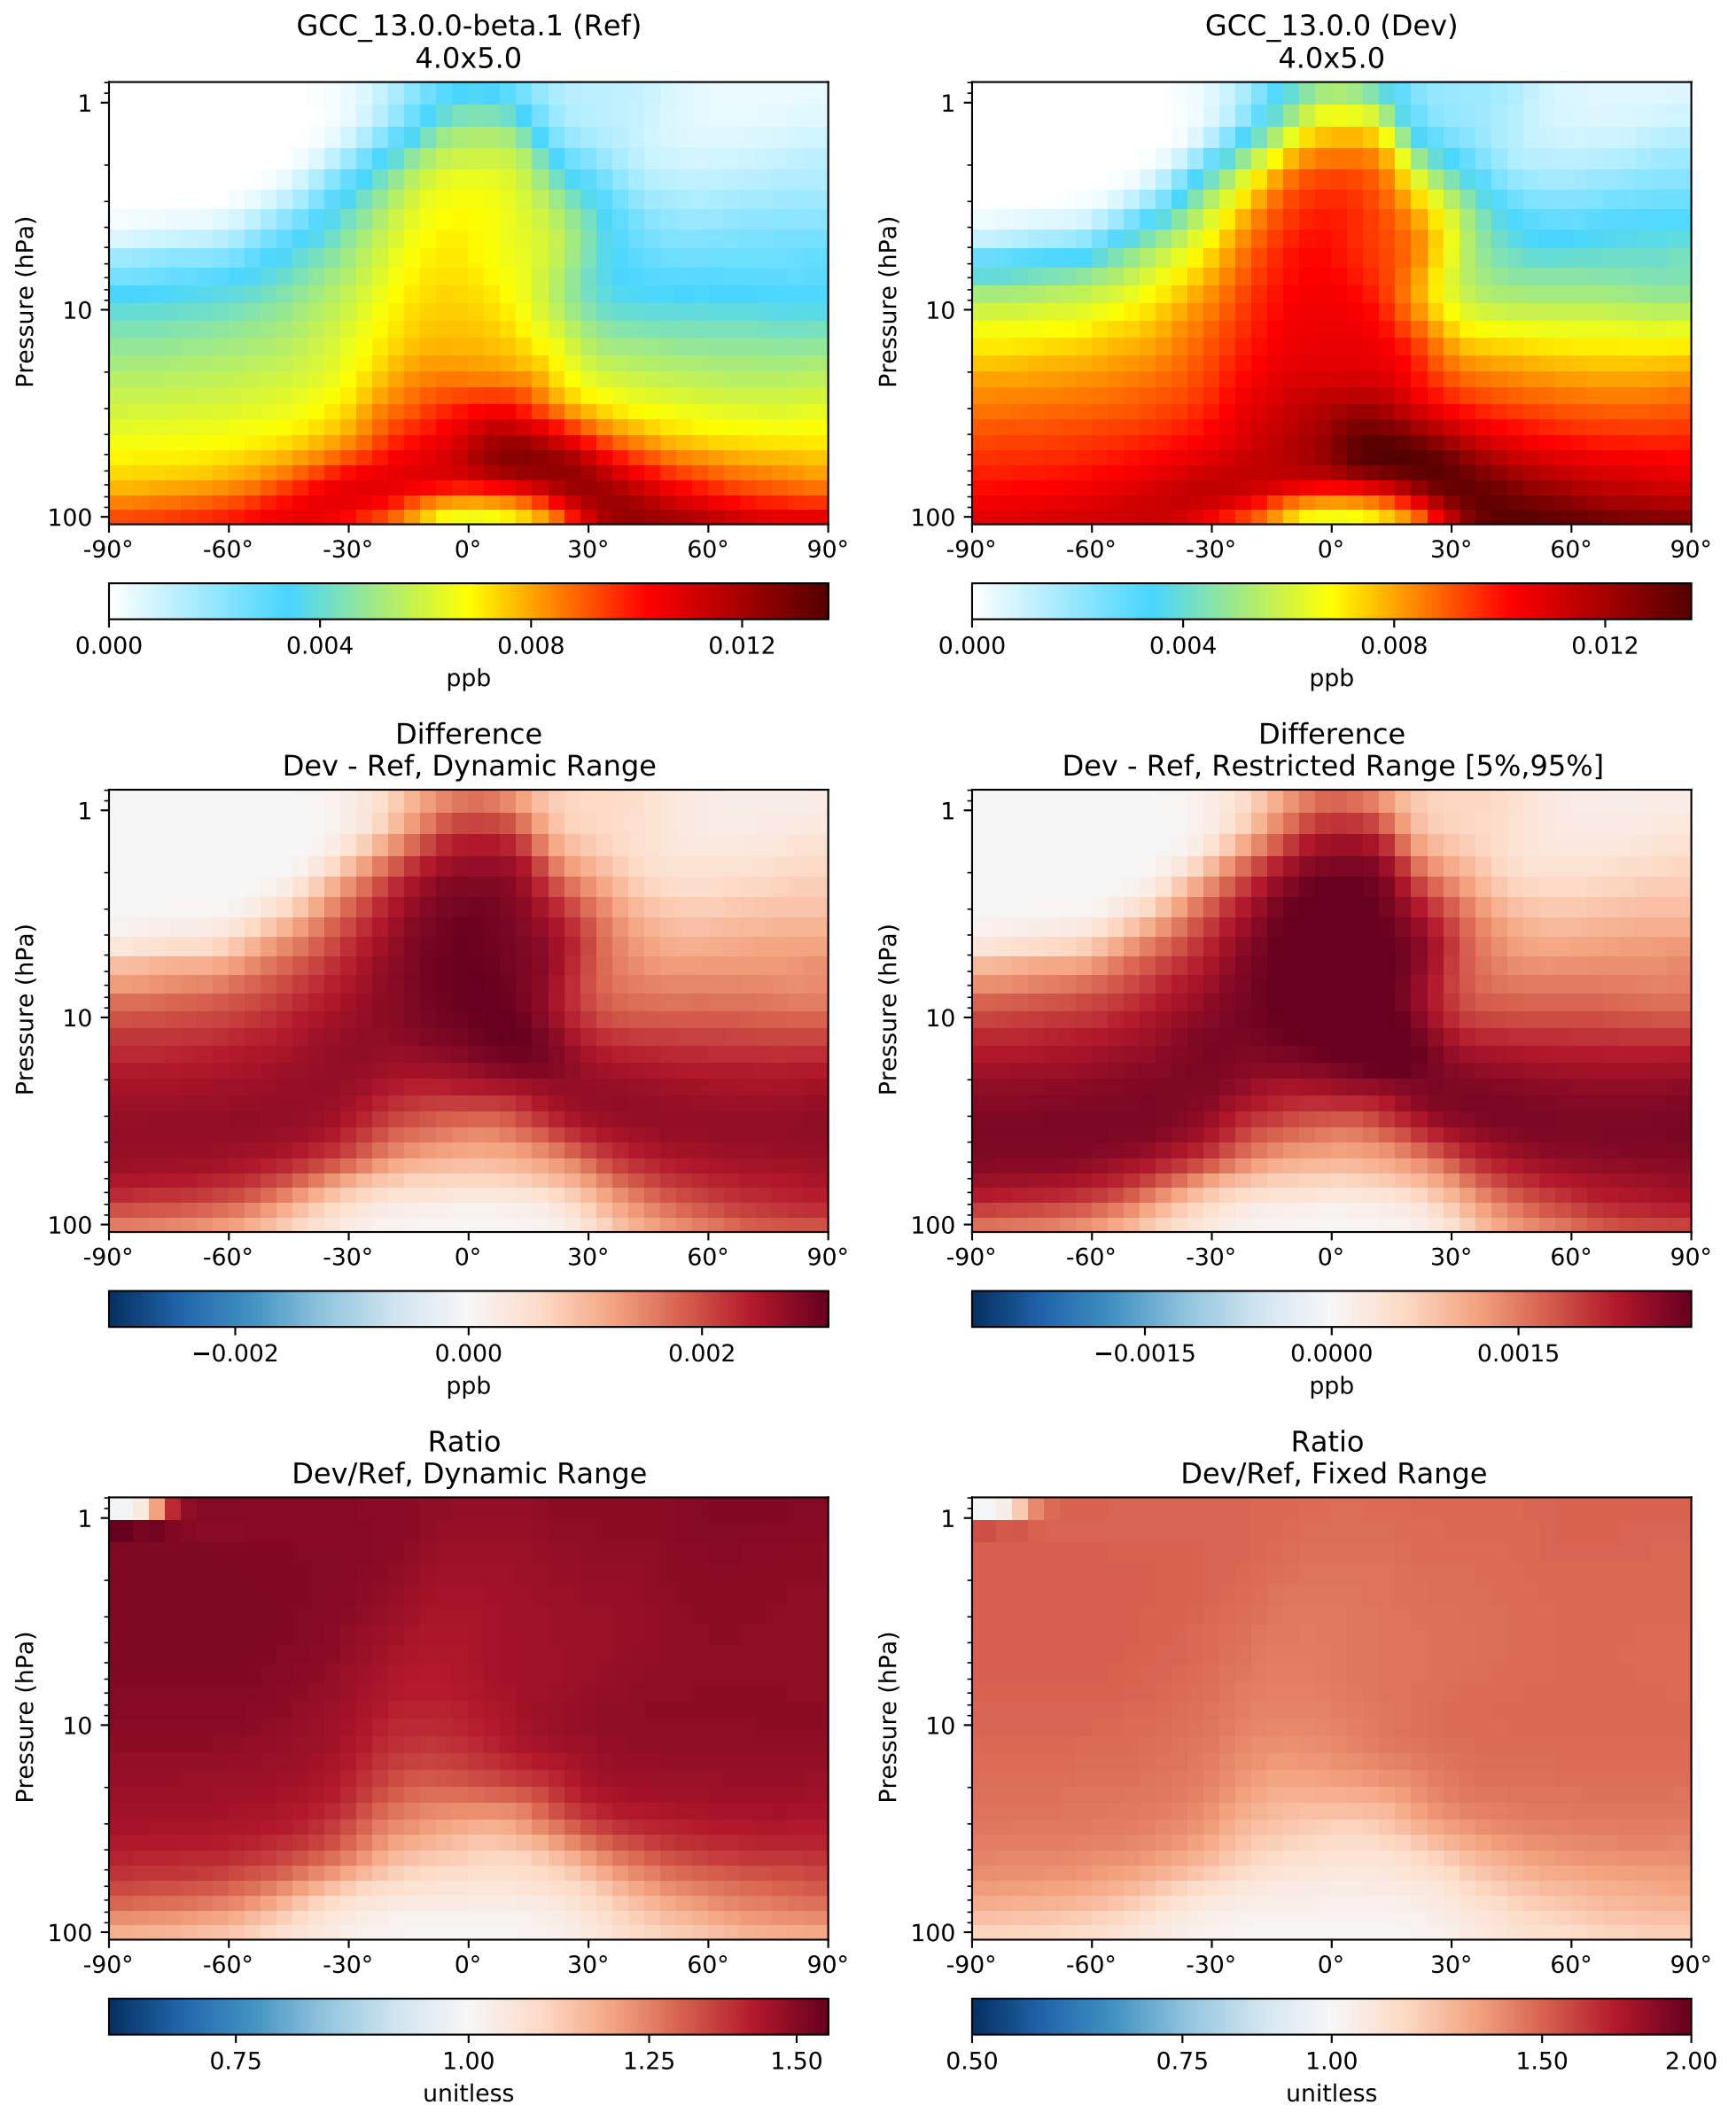 GCC_13.0.0-beta.1 (Ref)
4.0x5.0
Pressure (hPa)
1
10
100
-90° -60° -30° 0° 30° 60° 90°
0.000 0.004 0.008 0.012
ppb
GCC_13.0.0 (Dev)
4.0x5.0
Pressure (hPa)
1
10
100
-90° -60° -30° 0° 30° 60° 90°
0.000 0.004 0.008 0.012
ppb
Difference
Dev - Ref, Dynamic Range
Pressure (hPa)
1
10
100
-90° -60° -30° 0° 30° 60° 90°
−0.002 0.000 0.002
ppb
Difference
Dev - Ref, Restricted Range [5%,95%]
Pressure (hPa)
1
10
100
-90° -60° -30° 0° 30° 60° 90°
−0.0015 0.0000 0.0015
ppb
Ratio
Dev/Ref, Dynamic Range
Pressure (hPa)
1
10
100
-90° -60° -30° 0° 30° 60° 90°
0.75 1.00 1.25 1.50
unitless
Ratio
Dev/Ref, Fixed Range
Pressure (hPa)
1
10
100
-90° -60° -30° 0° 30° 60° 90°
0.50 0.75 1.00 1.50 2.00
unitless